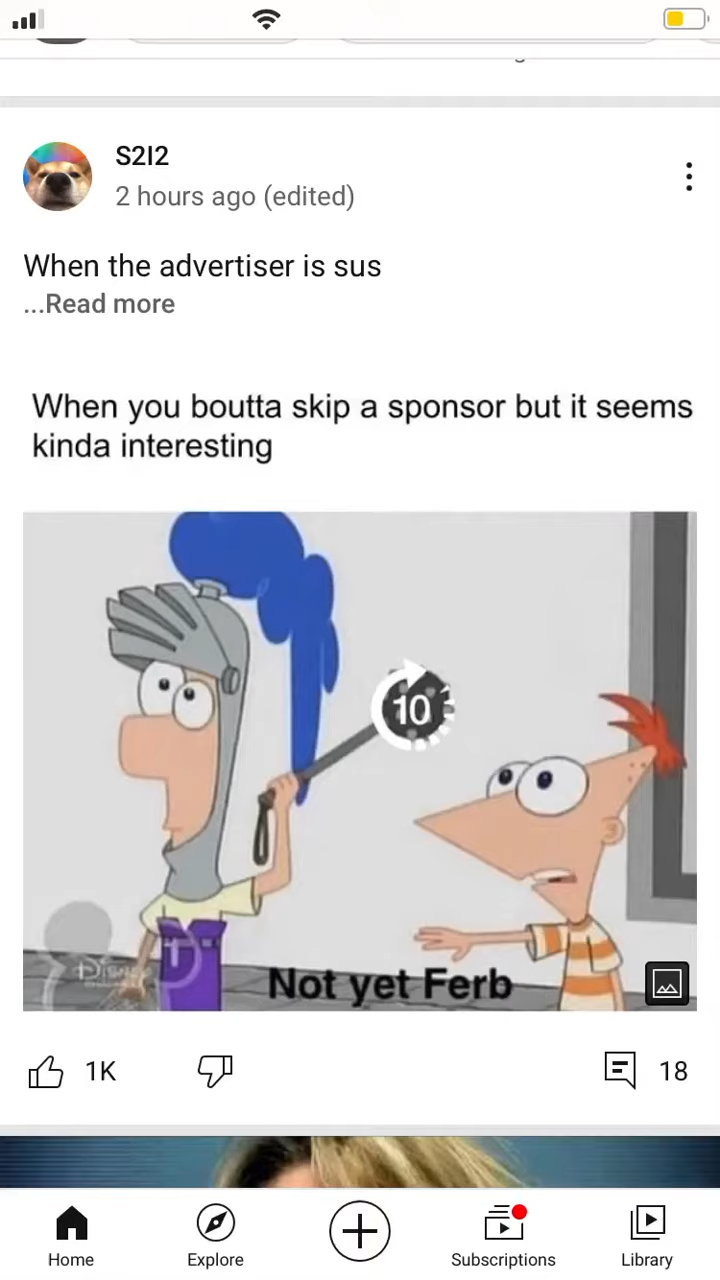 S2I2
2 hours ago (edited)
When the advertiser is sus
...Read more
When you boutta skip a sponsor but it seems
kinda interesting
10
Disney
Not yet Ferb
1K
18
Home
Explore
Subscriptions
Library